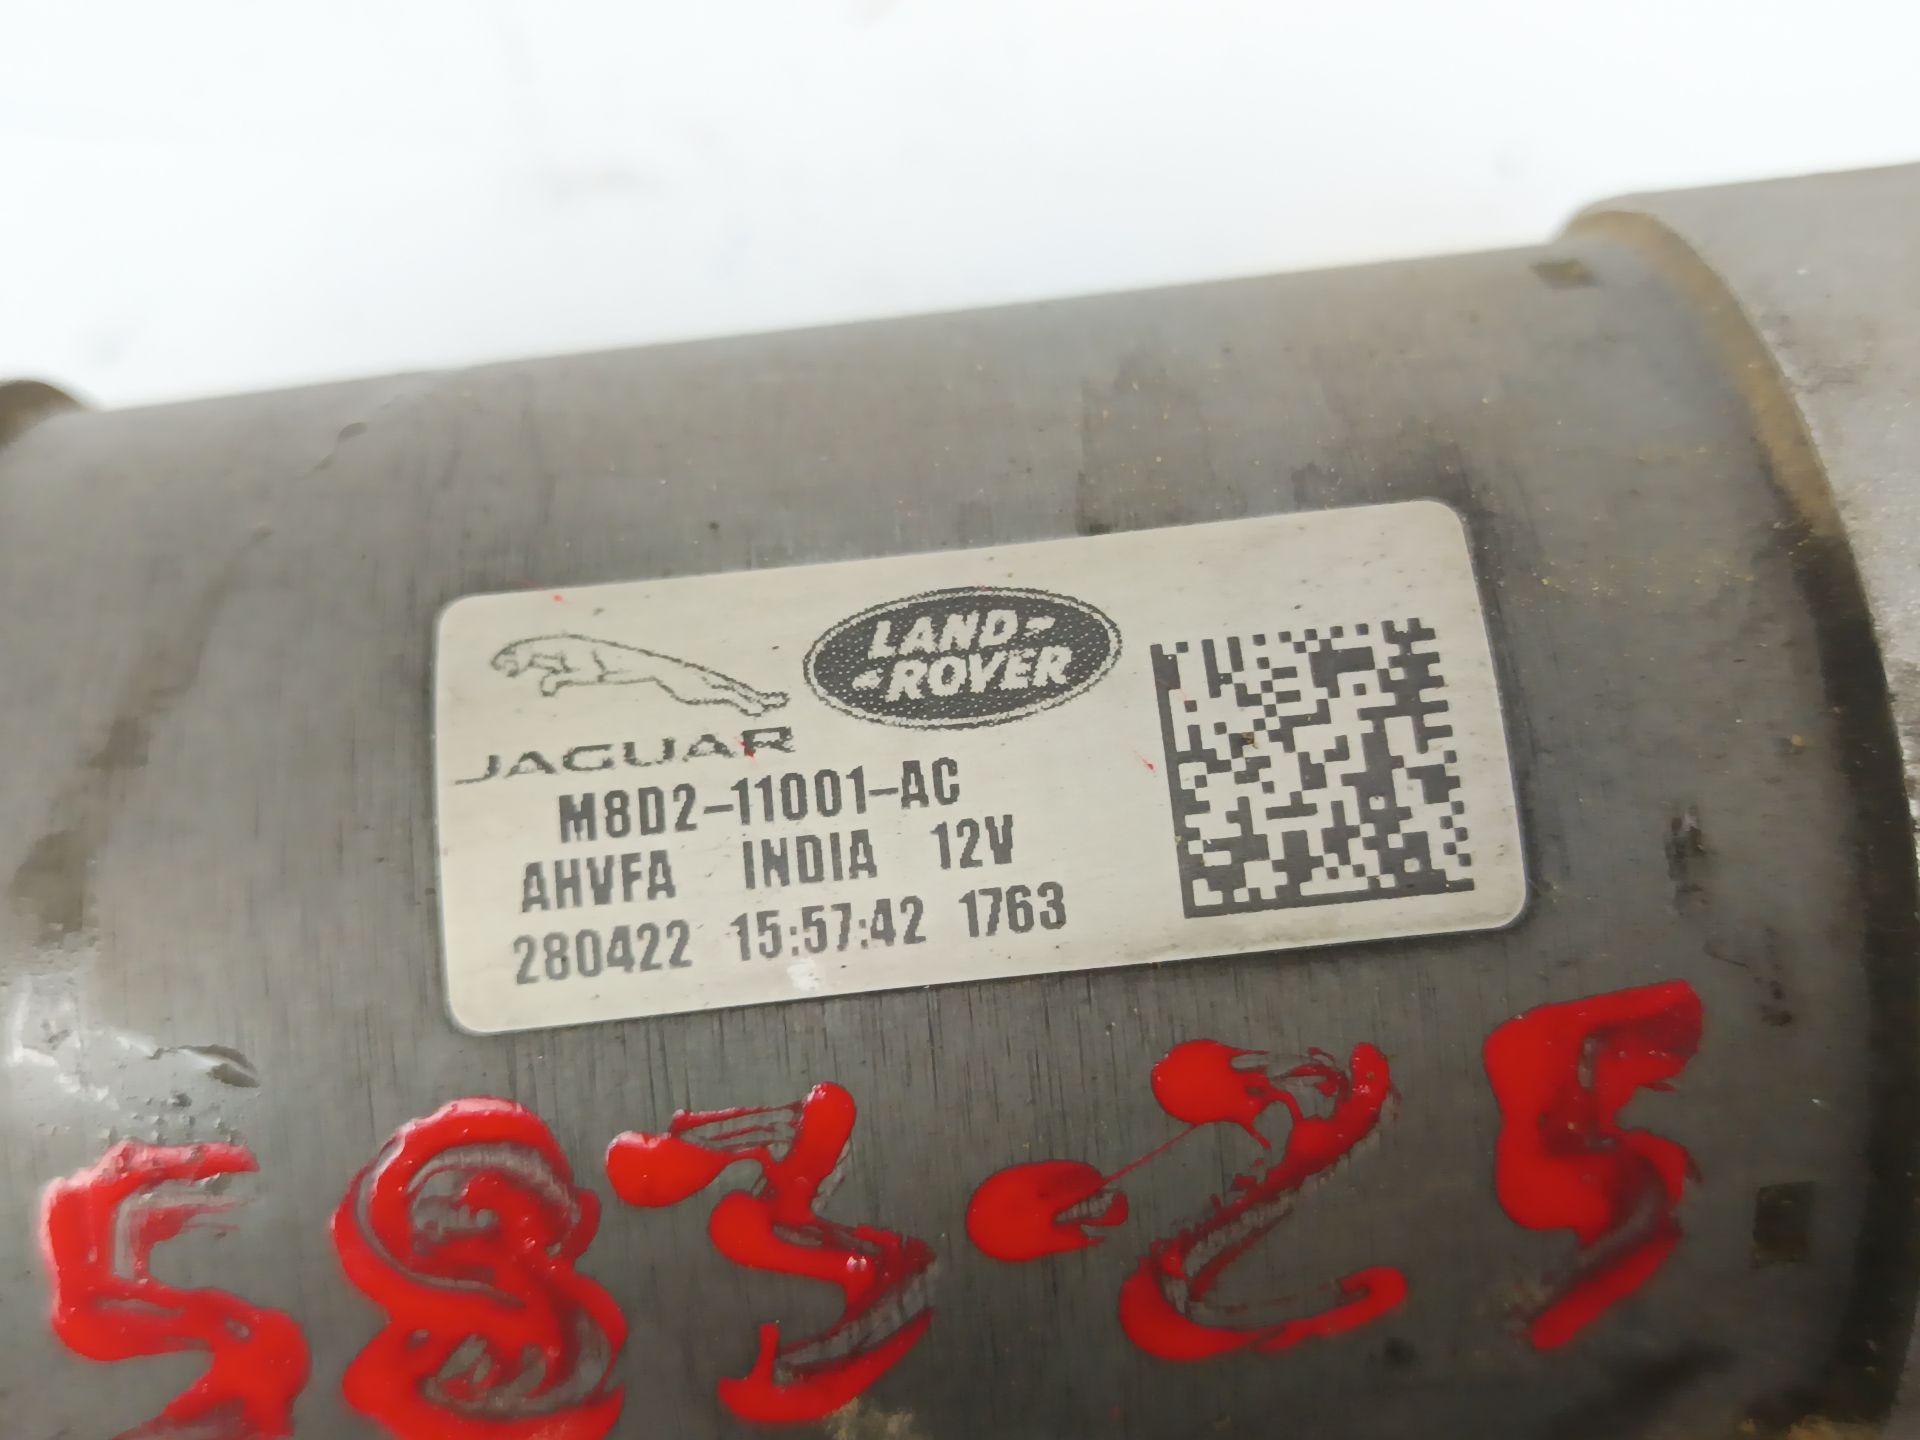 LAND-
-ROVER
JAGUAR
M8D2-11001-AC
AHVFA INDIA 12V
280422 15:57:42 1763
583-25